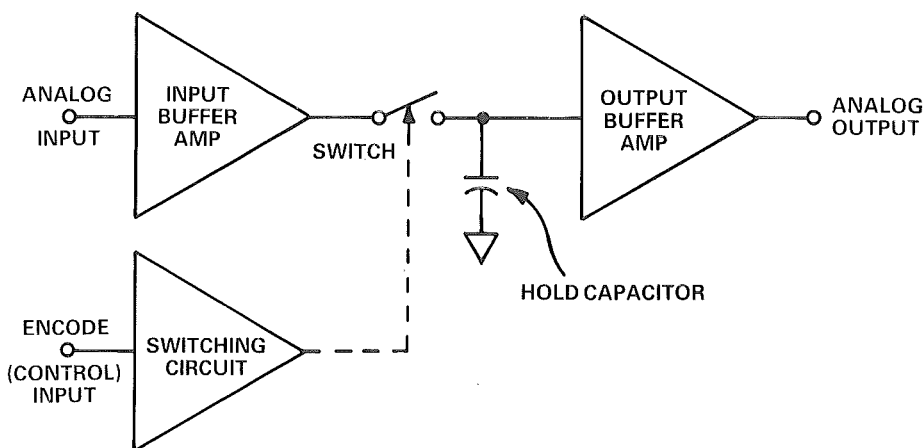 ANALOG
INPUT
INPUT
BUFFER
AMP
SWITCH
OUTPUT
BUFFER
AMP
ANALOG
OUTPUT
HOLD CAPACITOR
ENCODE
(CONTROL)
INPUT
SWITCHING
CIRCUIT